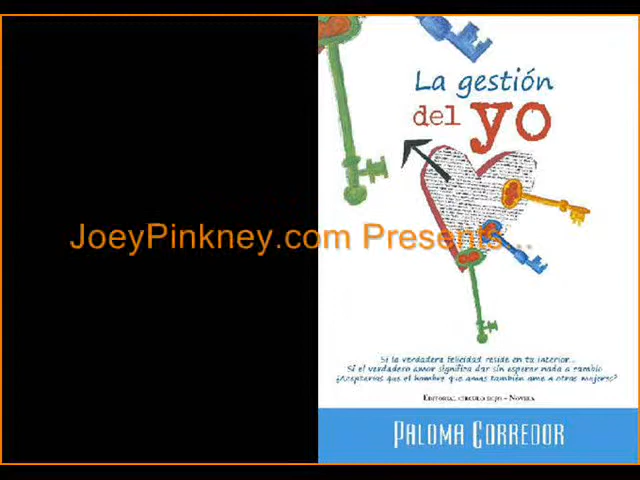 La gestión
del yo
JoeyPinkney.com Presents...
Si la verdadera felicidad reside en tu interior...
Si el verdadero amor significa dar sin esperar nada a cambio
¿Aceptarías que el hombre que amas también ame a otras mujeres?
EDITORIAL CÍRCULO ROJO - NOVELA
PALOMA CORREDOR